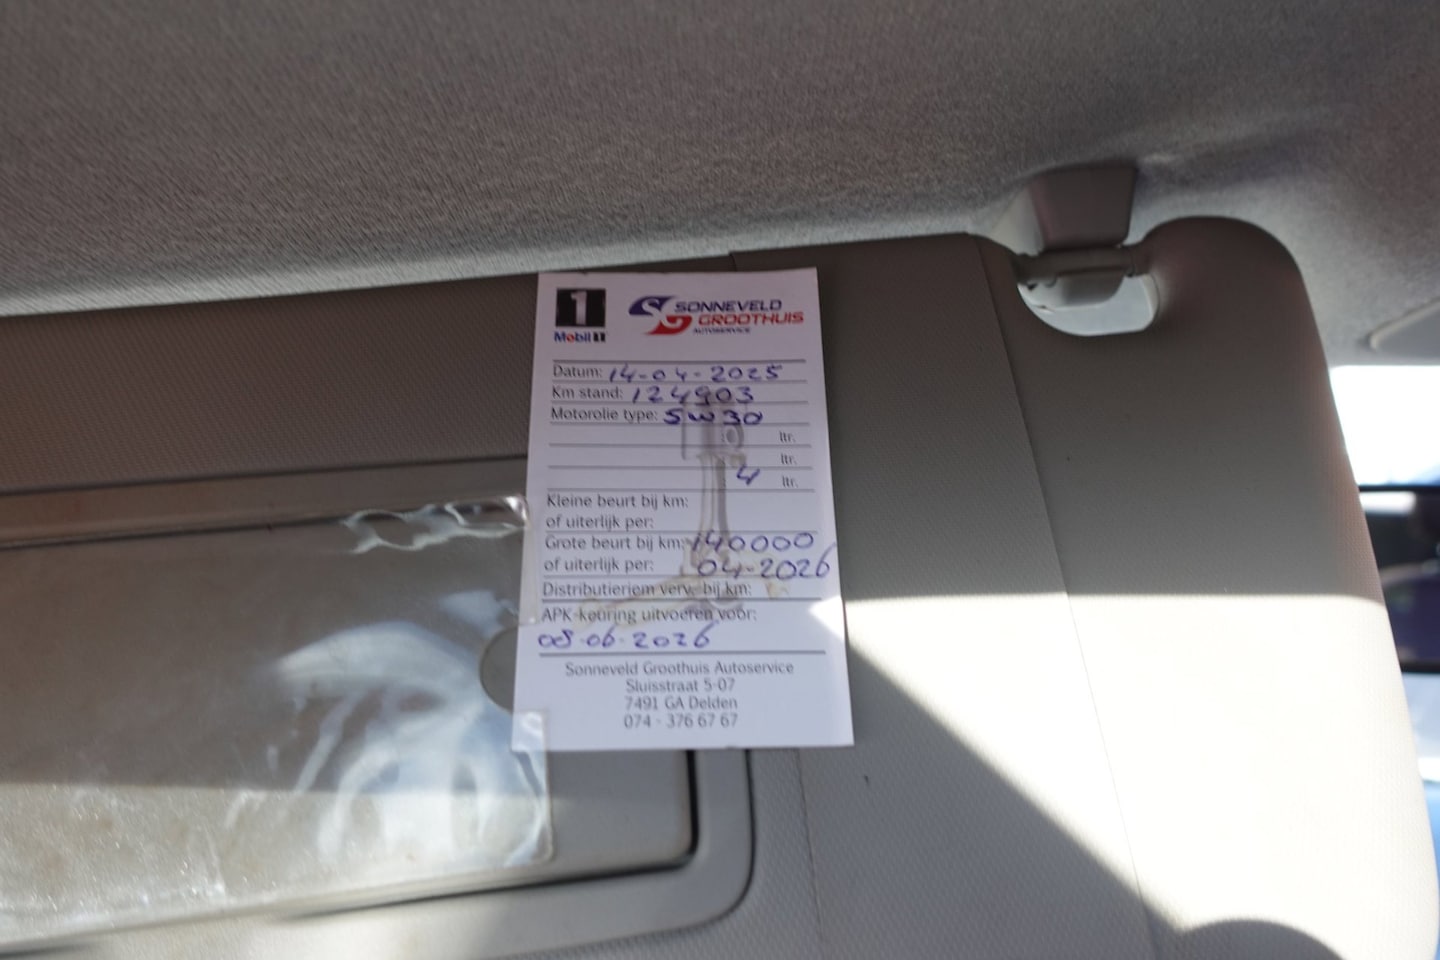 1
Mobil 1
SONNEVELD
GROOTHUIS
AUTOSERVICE
Datum: 14-04-2025
Km stand: 124903
Motorolie type: 5W30
ltr.
ltr.
4 ltr.
Kleine beurt bij km:
of uiterlijk per:
Grote beurt bij km: 140000
of uiterlijk per: 04-2026
Distributieriem verv. bij km:
APK-keuring uitvoeren voor:
08-06-2026
Sonneveld Groothuis Autoservice
Sluisstraat 5-07
7491 GA Delden
074 - 376 67 67